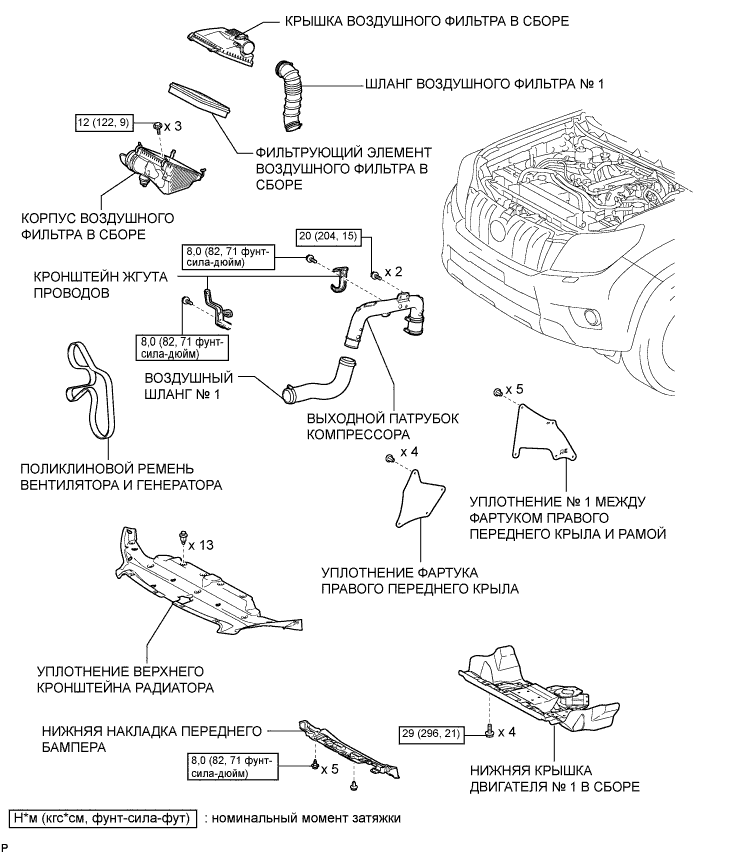 КРЫШКА ВОЗДУШНОГО ФИЛЬТРА В СБОРЕ
ШЛАНГ ВОЗДУШНОГО ФИЛЬТРА № 1
12 (122, 9)
x 3
ФИЛЬТРУЮЩИЙ ЭЛЕМЕНТ
ВОЗДУШНОГО ФИЛЬТРА В
СБОРЕ
КОРПУС ВОЗДУШНОГО
ФИЛЬТРА В СБОРЕ
20 (204, 15)
8,0 (82, 71 фунт-
сила-дюйм)
x 2
КРОНШТЕЙН ЖГУТА
ПРОВОДОВ
8,0 (82, 71 фунт-
сила-дюйм)
ВОЗДУШНЫЙ
ШЛАНГ № 1
x 5
ВЫХОДНОЙ ПАТРУБОК
КОМПРЕССОРА
x 4
ПОЛИКЛИНОВОЙ РЕМЕНЬ
ВЕНТИЛЯТОРА И ГЕНЕРАТОРА
УПЛОТНЕНИЕ № 1 МЕЖДУ
ФАРТУКОМ ПРАВОГО
ПЕРЕДНЕГО КРЫЛА И РАМОЙ
x 13
УПЛОТНЕНИЕ ФАРТУКА
ПРАВОГО ПЕРЕДНЕГО КРЫЛА
УПЛОТНЕНИЕ ВЕРХНЕГО
КРОНШТЕЙНА РАДИАТОРА
НИЖНЯЯ НАКЛАДКА ПЕРЕДНЕГО
БАМПЕРА
29 (296, 21)
x 4
8,0 (82, 71 фунт-
сила-дюйм)
x 5
НИЖНЯЯ КРЫШКА
ДВИГАТЕЛЯ № 1 В СБОРЕ
Н*м (кгс*см, фунт-сила-фут) : номинальный момент затяжки
P